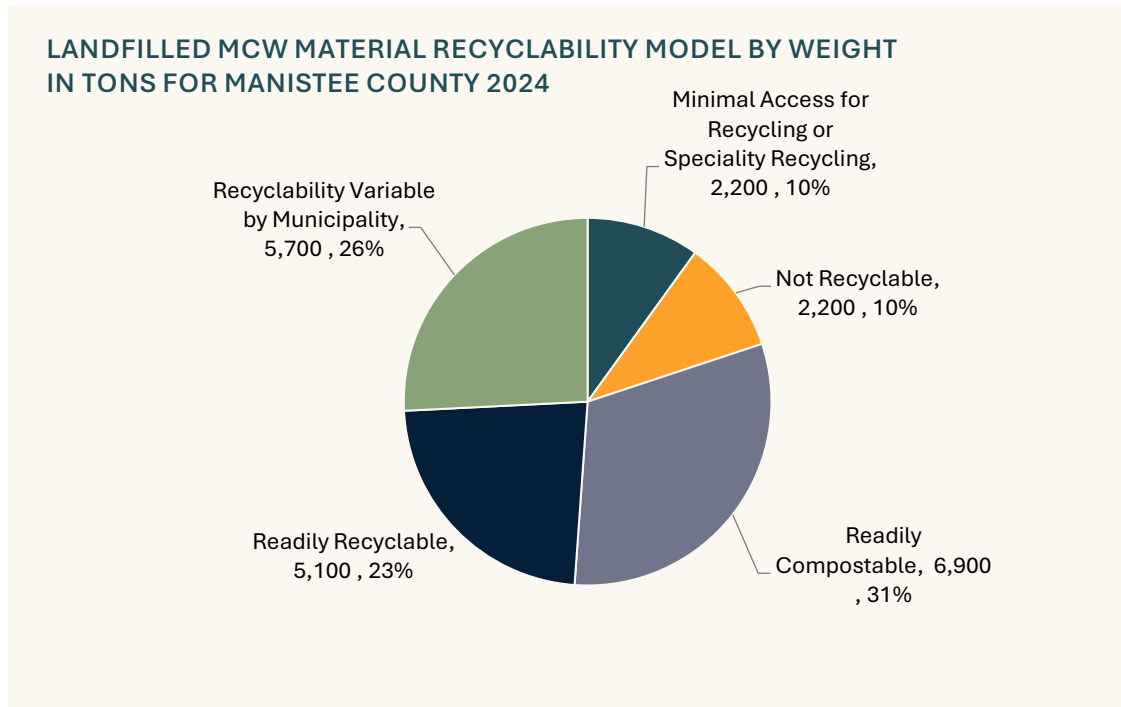 LANDFILLED MCW MATERIAL RECYCLABILITY MODEL BY WEIGHT
IN TONS FOR MANISTEE COUNTY 2024
Minimal Access for
Recycling or
Speciality Recycling,
2,200 , 10%
Not Recyclable,
2,200 , 10%
Readily
Compostable, 6,900
, 31%
Readily Recyclable,
5,100 , 23%
Recyclability Variable
by Municipality,
5,700 , 26%